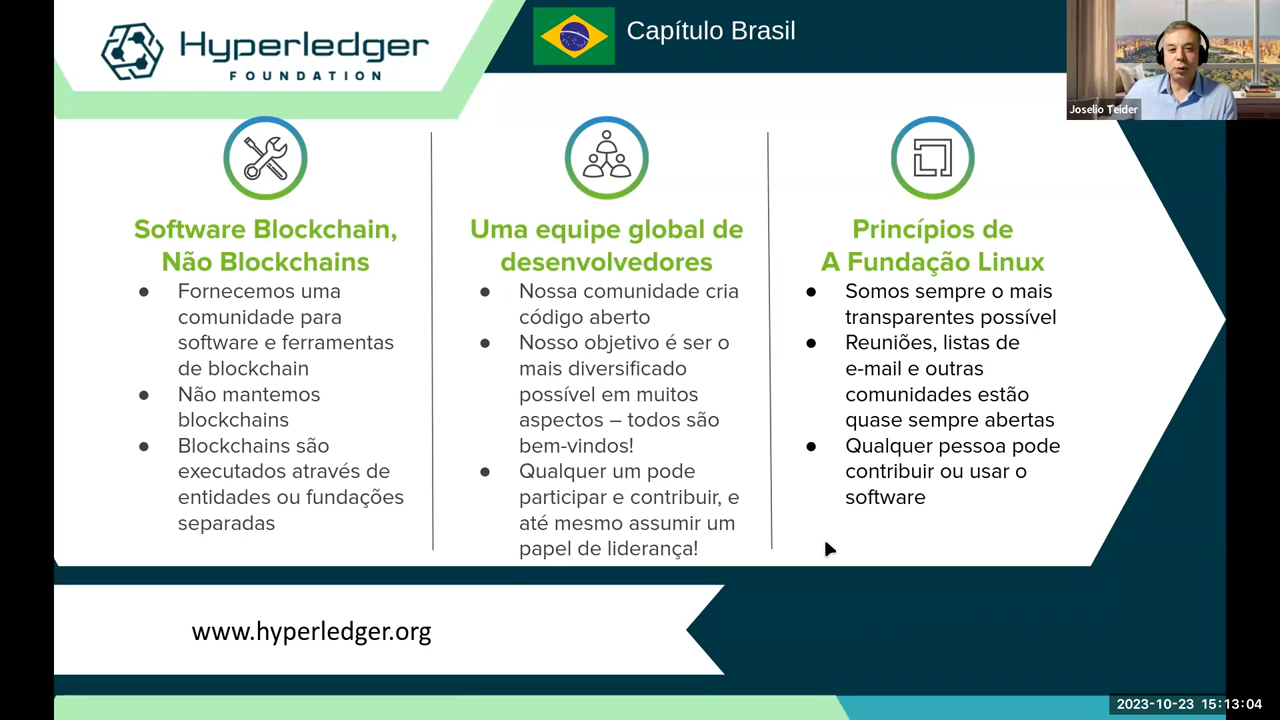 Hyperledger
FOUNDATION
Capítulo Brasil
Joselio Teider
Software Blockchain,
Não Blockchains
● Fornecemos uma
comunidade para
software e ferramentas
de blockchain
● Não mantemos
blockchains
● Blockchains são
executados através de
entidades ou fundações
separadas
Uma equipe global de
desenvolvedores
● Nossa comunidade cria
código aberto
● Nosso objetivo é ser o
mais diversificado
possível em muitos
aspectos – todos são
bem-vindos!
● Qualquer um pode
participar e contribuir, e
até mesmo assumir um
papel de liderança!
Princípios de
A Fundação Linux
● Somos sempre o mais
transparentes possível
● Reuniões, listas de
e-mail e outras
comunidades estão
quase sempre abertas
● Qualquer pessoa pode
contribuir ou usar o
software
www.hyperledger.org
2023-10-23 15:13:04